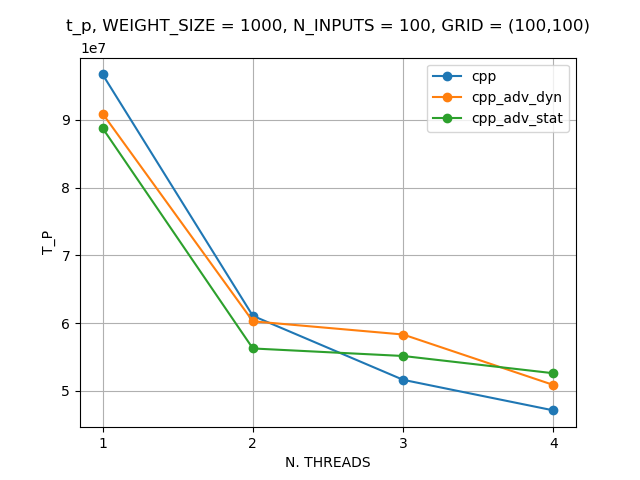 t_p, WEIGHT_SIZE = 1000, N_INPUTS = 100, GRID = (100,100)
1e7
cpp
cpp_adv_dyn
cpp_adv_stat
9
8
7
6
5
T_P
1 2 3 4
N. THREADS